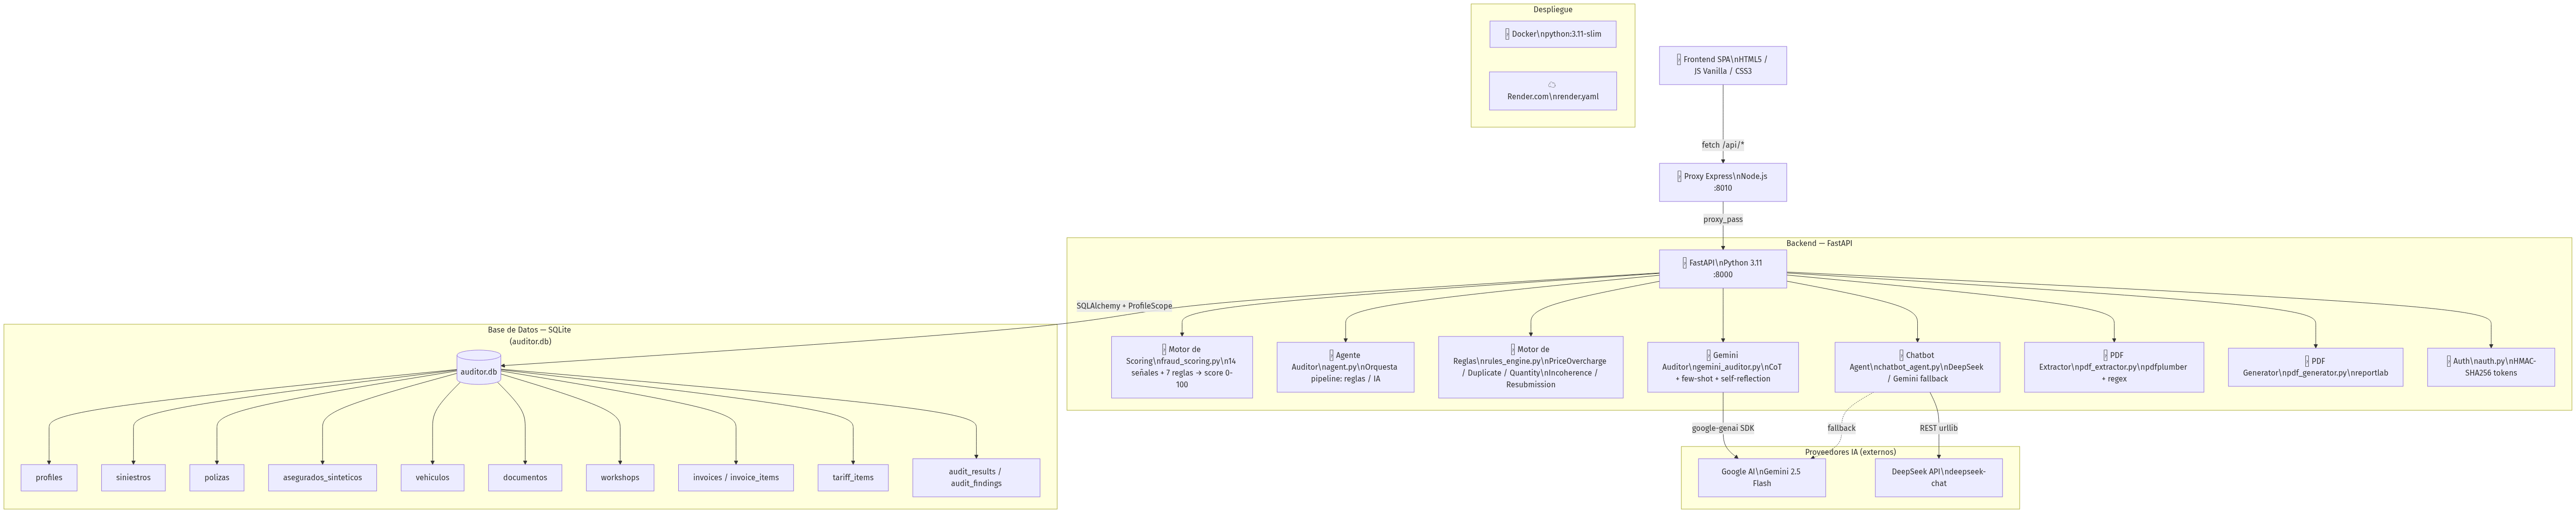 Despliegue
Docker\npython:3.11-slim
Render.com\nrender.yaml
Frontend SPA\nHTML5 /
JS Vanilla / CSS3
fetch /api/*
Proxy Express\nNode.js
:8010
proxy_pass
Backend — FastAPI
FastAPI\nPython 3.11
:8000
SQLAlchemy + ProfileScope
Motor de
Scoring\nfraud_scoring.py\n14
señales + 7 reglas → score 0-
100
Agente
Auditor\nagent.py\nOrquesta
pipeline: reglas / IA
Motor de
Reglas\nrules_engine.py\nPriceOvercharge
/ Duplicate / Quantity\nIncoherence /
Resubmission
Gemini
Auditor\ngemini_auditor.py\nCoT
+ few-shot + self-reflection
Chatbot
Agent\nchatbot_agent.py\nDeepSeek
/ Gemini fallback
PDF
Extractor\npdf_extractor.py\npdfplumber
+ regex
PDF
Generator\npdf_generator.py\nreportlab
Auth\nauth.py\nHMAC-
SHA256 tokens
Base de Datos — SQLite
(auditor.db)
auditor.db
profiles
siniestros
polizas
asegurados_sinteticos
vehiculos
documentos
workshops
invoices / invoice_items
tariff_items
audit_results /
audit_findings
google-genai SDK
fallback
REST urllib
Proveedores IA (externos)
Google AI\nGemini 2.5
Flash
DeepSeek API\ndeepseek-
chat